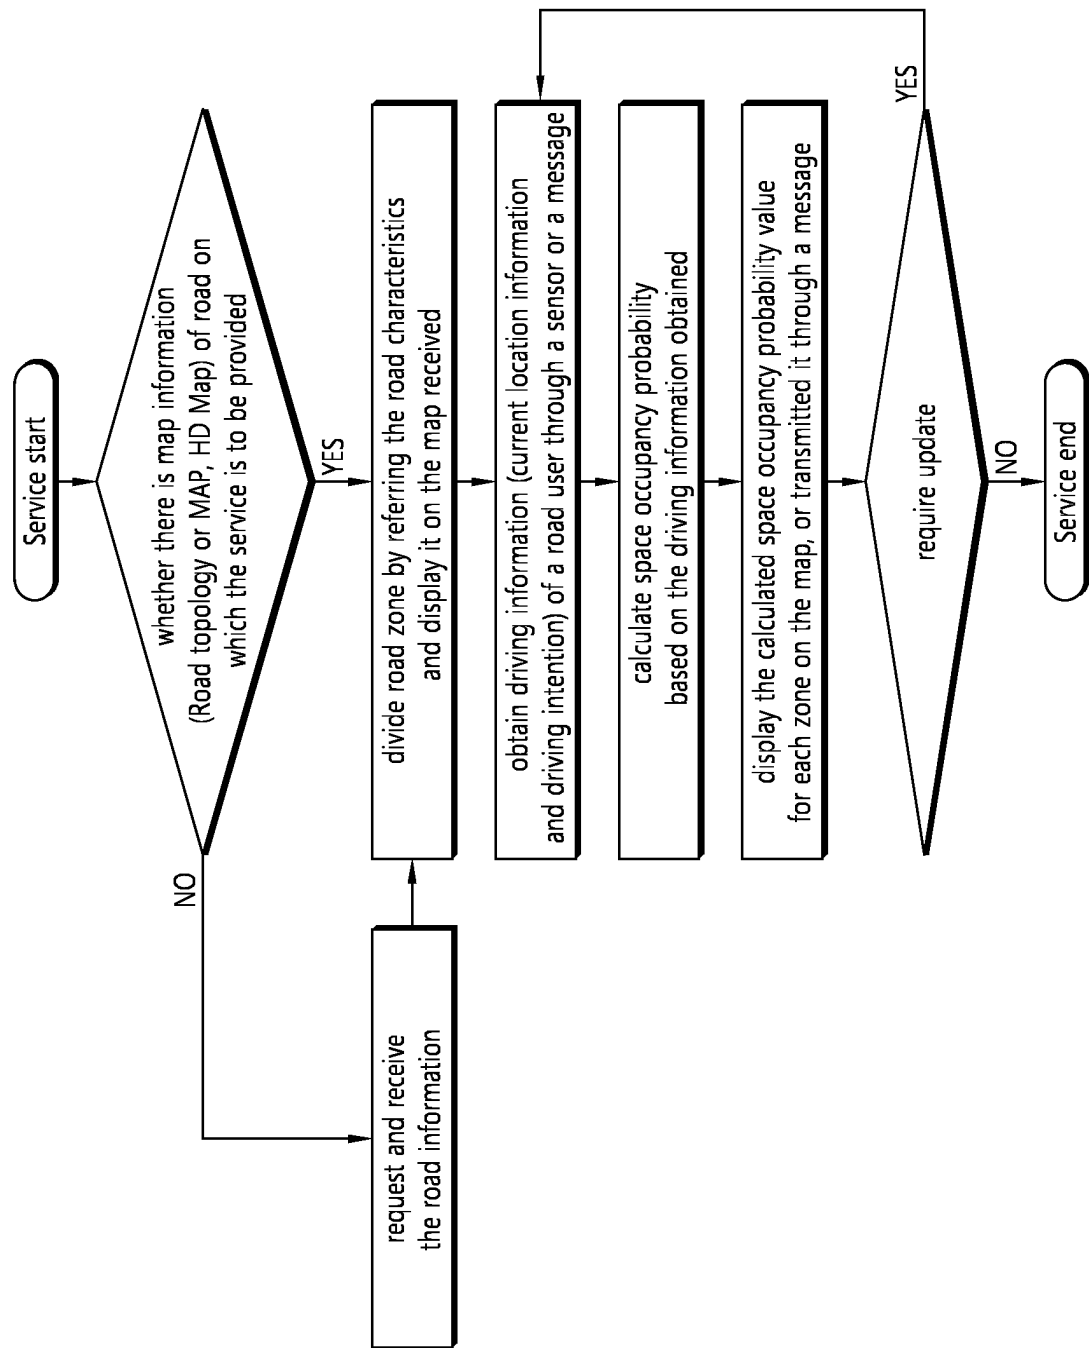 Service start
whether there is map information
(Road topology or MAP, HD Map) of road on
which the service is to be provided
NO
YES
request and receive
the road information
divide road zone by referring the road characteristics
and display it on the map received
obtain driving information (current location information
and driving intention) of a road user through a sensor or a message
calculate space occupancy probability
based on the driving information obtained
display the calculated space occupancy probability value
for each zone on the map, or transmitted it through a message
require update
YES
NO
Service end